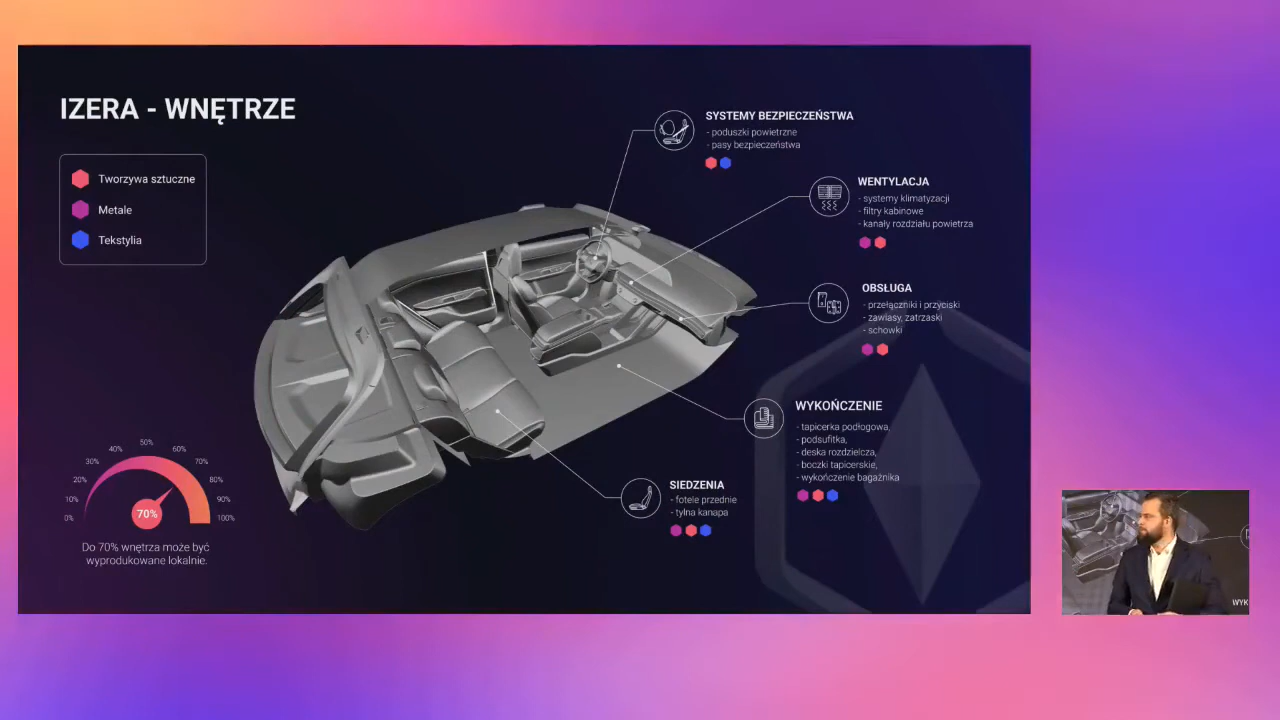 IZERA - WNĘTRZE
Tworzywa sztuczne
Metale
Tekstylia
SYSTEMY BEZPIECZEŃSTWA
- poduszki powietrzne
- pasy bezpieczeństwa
WENTYLACJA
- systemy klimatyzacji
- filtry kabinowe
- kanały rozdziału powietrza
OBSŁUGA
- przełączniki i przyciski
- zawiasy, zatrzaski
- schowki
WYKOŃCZENIE
- tapicerka podłogowa,
- podsufitka,
- deska rozdzielcza,
- boczki tapicerskie,
- wykończenie bagażnika
SIEDZENIA
- fotele przednie
- tylna kanapa
0%
10%
20%
30%
40%
50%
60%
70%
80%
90%
100%
70%
Do 70% wnętrza może być
wyprodukowane lokalnie.
WYK